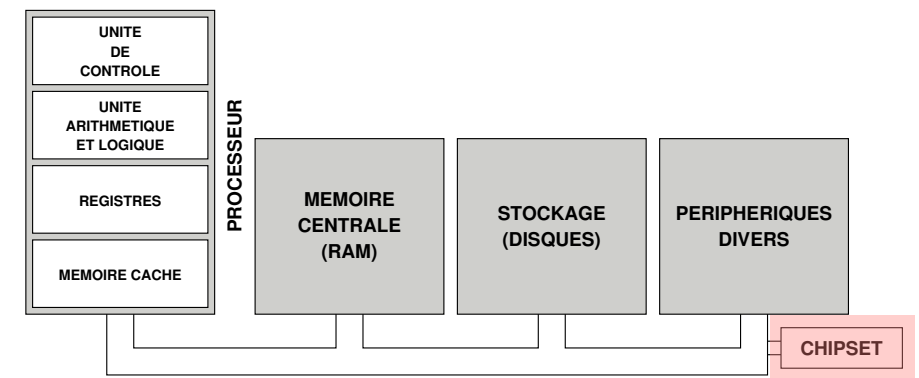 UNITE
DE
CONTROLE
UNITE
ARITHMETIQUE
ET LOGIQUE
REGISTRES
MEMOIRE CACHE
PROCESSEUR
MEMOIRE
CENTRALE
(RAM)
STOCKAGE
(DISQUES)
PERIPHERIQUES
DIVERS
CHIPSET